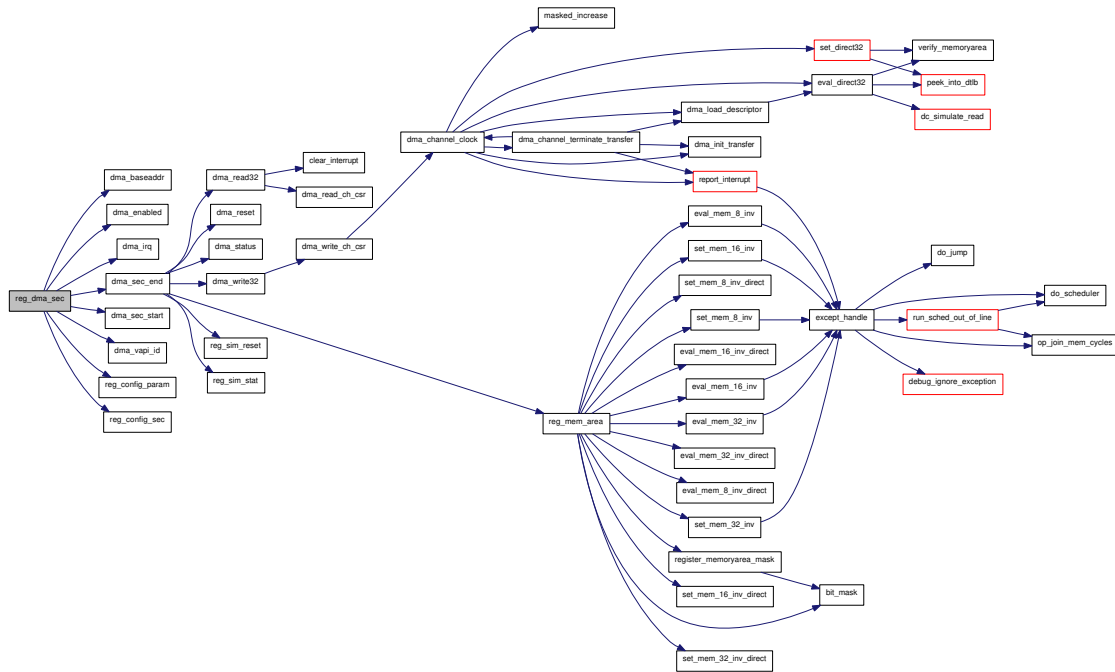 masked_increase
set_direct32
verify_memoryarea
eval_direct32
peek_into_dtlb
dma_load_descriptor
dc_simulate_read
dma_channel_clock
dma_channel_terminate_transfer
dma_init_transfer
clear_interrupt
dma_baseaddr
dma_read32
report_interrupt
dma_read_ch_csr
dma_enabled
dma_reset
eval_mem_8_inv
dma_irq
dma_status
dma_write_ch_csr
set_mem_16_inv
do_jump
dma_sec_end
dma_write32
set_mem_8_inv_direct
reg_dma_sec
do_scheduler
dma_sec_start
set_mem_8_inv
except_handle
run_sched_out_of_line
reg_sim_reset
op_join_mem_cycles
dma_vapi_id
eval_mem_16_inv_direct
reg_config_param
reg_sim_stat
eval_mem_16_inv
debug_ignore_exception
reg_config_sec
reg_mem_area
eval_mem_32_inv
eval_mem_32_inv_direct
eval_mem_8_inv_direct
set_mem_32_inv
register_memoryarea_mask
bit_mask
set_mem_16_inv_direct
set_mem_32_inv_direct